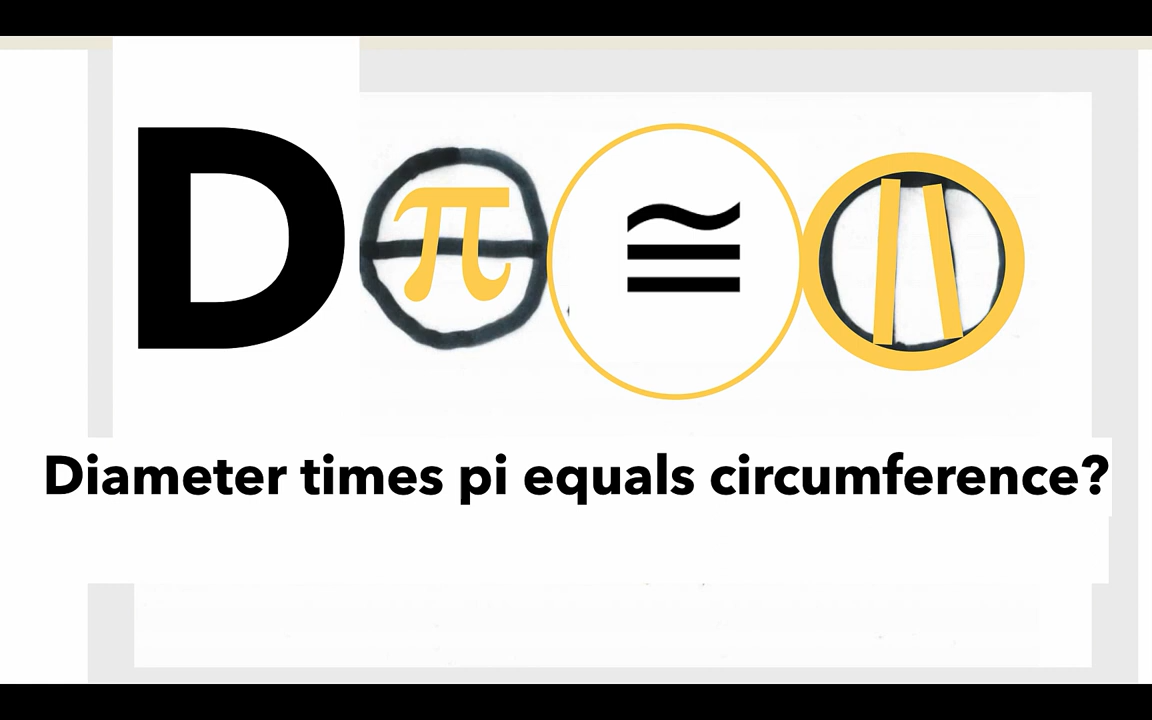 D π ≅
Diameter times pi equals circumference?